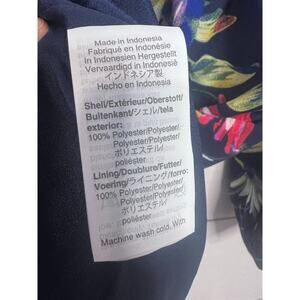 Made in Indonesia
Fabriqué en Indonésie
In Indonesien Hergestellt
Vervaardigd in Indonesië
インドネシア製
Hecho en Indonesia
Shell/Extérieur/Oberstoff/
Buitenkant/シェル/tela
exterior:
100% Polyester/Polyester/
Polyester/Polyester/
ポリエステル/
poliéster
Lining/Doublure/Futter/
Voering/ライニング/forro:
100% Polyester/Polyester/
Polyester/Polyester/
ポリエステル/
poliéster
Machine wash cold. With